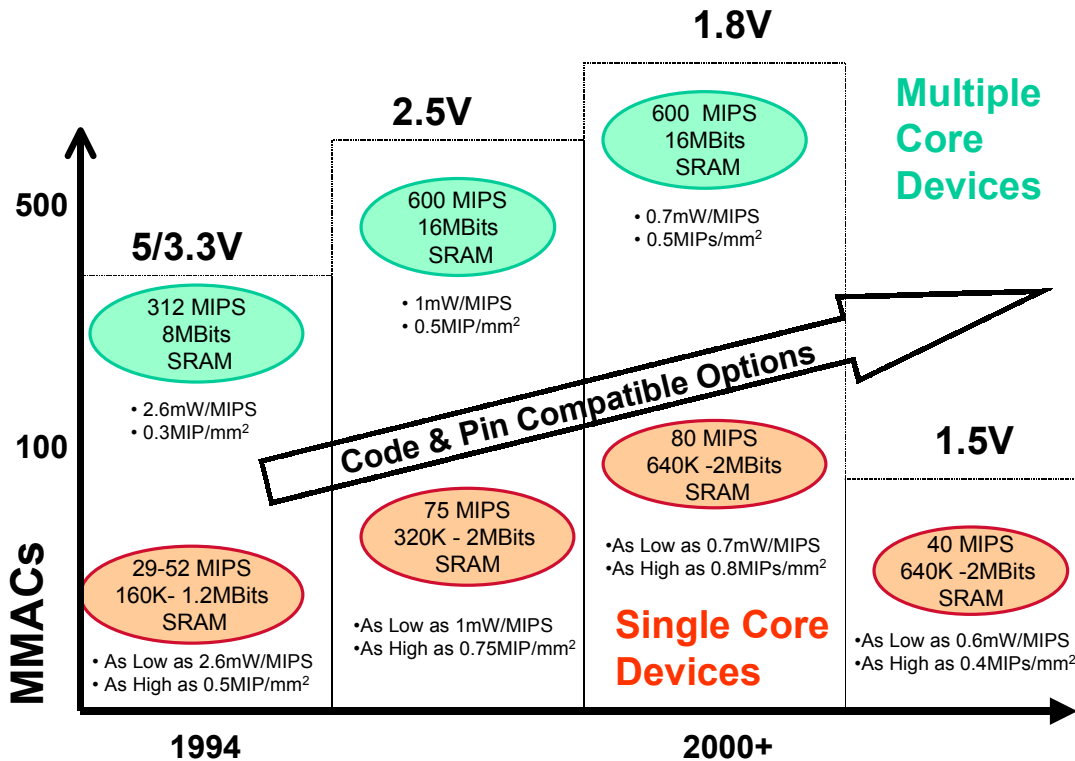 1.8V
2.5V
5/3.3V
1.5V
Multiple
Core
Devices
MMACs
500
100
312 MIPS
8MBits
SRAM
• 2.6mW/MIPS
• 0.3MIP/mm²
600 MIPS
16MBits
SRAM
• 1mW/MIPS
• 0.5MIP/mm²
600 MIPS
16MBits
SRAM
• 0.7mW/MIPS
• 0.5MIPs/mm²
Code & Pin Compatible Options
29-52 MIPS
160K- 1.2MBits
SRAM
• As Low as 2.6mW/MIPS
• As High as 0.5MIP/mm²
75 MIPS
320K - 2MBits
SRAM
•As Low as 1mW/MIPS
•As High as 0.75MIP/mm²
80 MIPS
640K -2MBits
SRAM
•As Low as 0.7mW/MIPS
•As High as 0.8MIPs/mm²
40 MIPS
640K -2MBits
SRAM
•As Low as 0.6mW/MIPS
•As High as 0.4MIPs/mm²
Single Core
Devices
1994
2000+